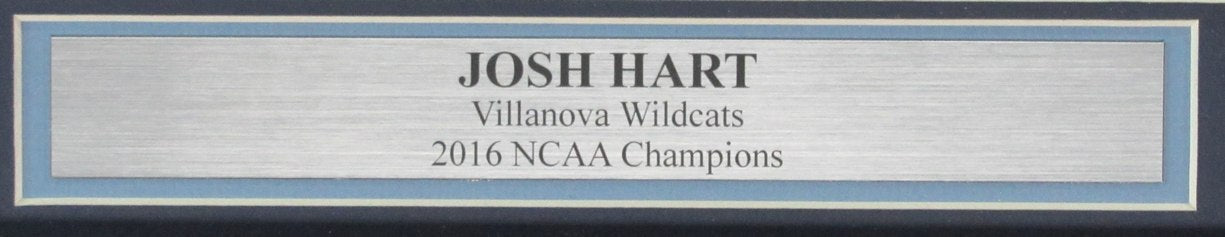 JOSH HART
Villanova Wildcats
2016 NCAA Champions